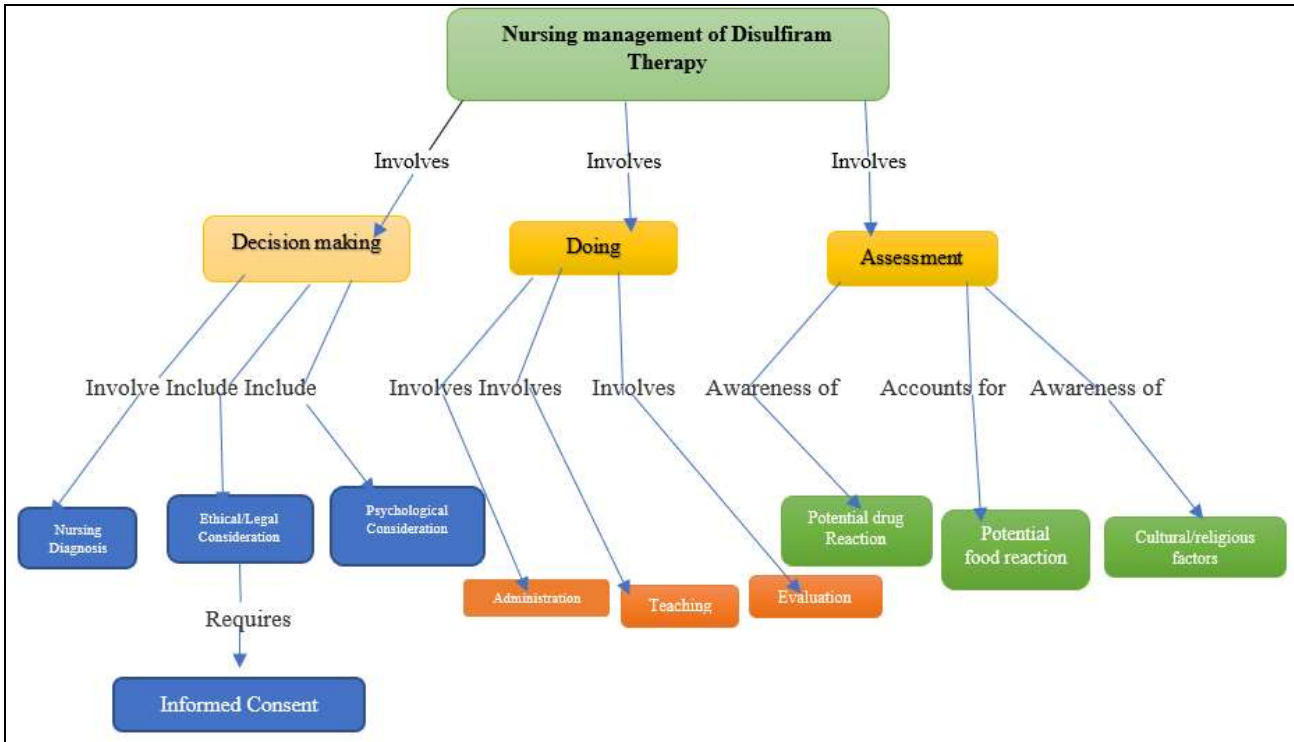 Nursing management of Disulfiram
Therapy
Involves
Involves
Involves
Decision making
Doing
Assessment
Involve
Include
Include
Involves
Involves
Involves
Awareness of
Accounts for
Awareness of
Nursing
Diagnosis
Ethical/Legal
Consideration
Psychological
Consideration
Administration
Teaching
Evaluation
Potential drug
Reaction
Potential
food reaction
Cultural/religious
factors
Requires
Informed Consent